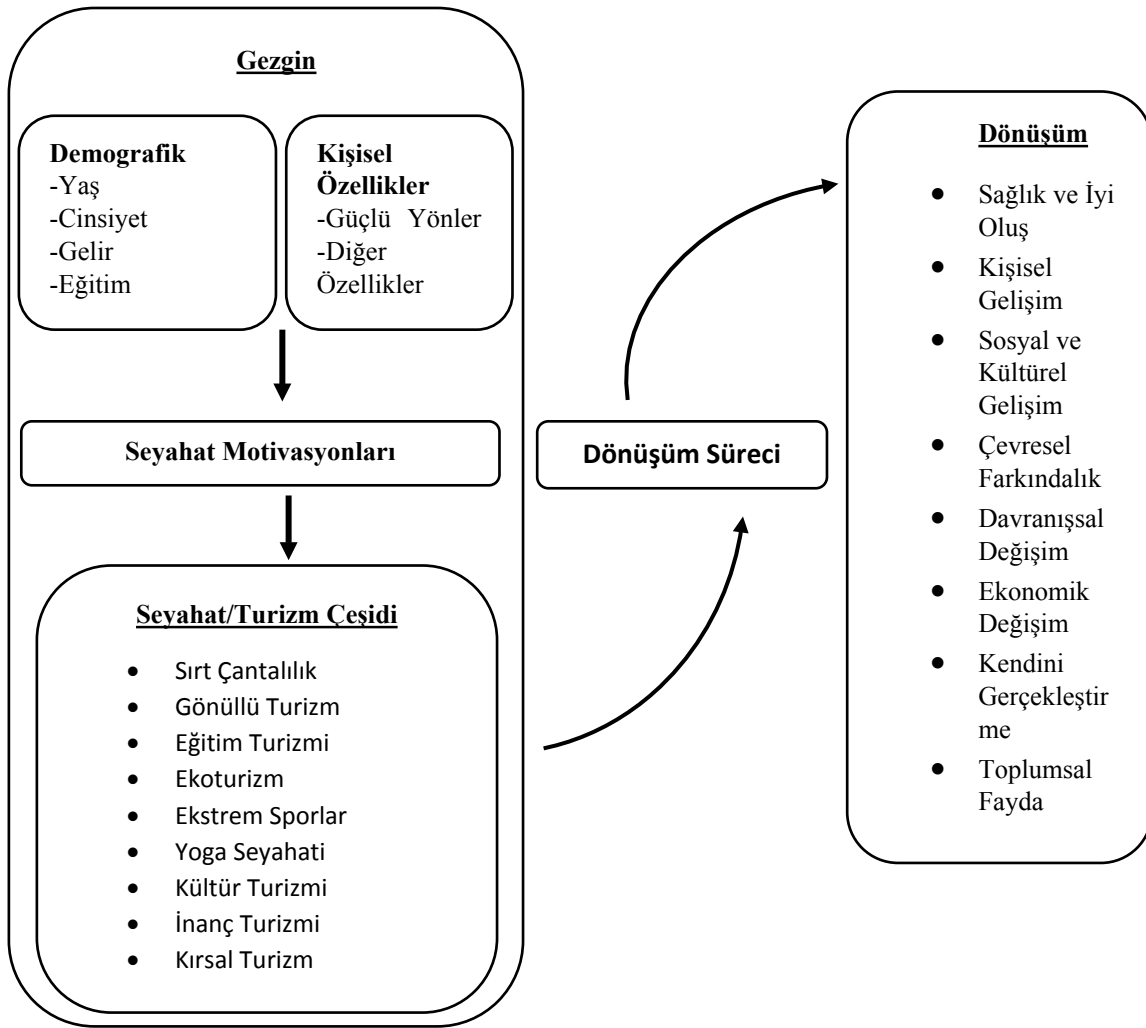 Gezgin
Demografik
-Yaş
-Cinsiyet
-Gelir
-Eğitim
Kişisel
Özellikler
-Güçlü Yönler
-Diğer
Özellikler
Seyahat Motivasyonları
Seyahat/Turizm Çeşidi
• Sırt Çantalılık
• Gönüllü Turizm
• Eğitim Turizmi
• Ekoturizm
• Ekstrem Sporlar
• Yoga Seyahati
• Kültür Turizmi
• İnanç Turizmi
• Kırsal Turizm
Dönüşüm Süreci
Dönüşüm
• Sağlık ve İyi
Oluş
• Kişisel
Gelişim
• Sosyal ve
Kültürel
Gelişim
• Çevresel
Farkındalık
• Davranışsal
Değişim
• Ekonomik
Değişim
• Kendini
Gerçekleştir
me
• Toplumsal
Fayda